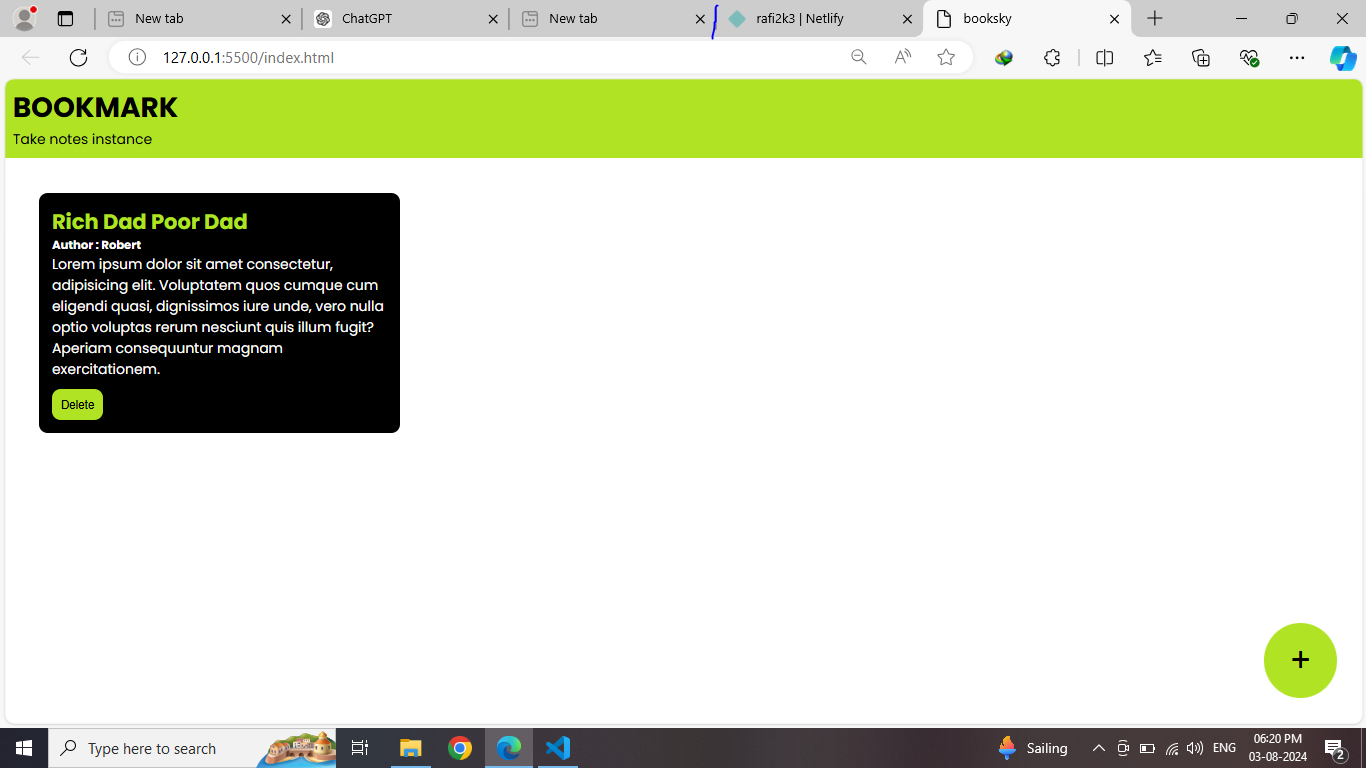 New tab
ChatGPT
New tab
rafi2k3 | Netlify
booksky
127.0.0.1:5500/index.html
BOOKMARK
Take notes instance
Rich Dad Poor Dad
Author : Robert
Lorem ipsum dolor sit amet consectetur,
adipisicing elit. Voluptatem quos cumque cum
eligendi quasi, dignissimos iure unde, vero nulla
optio voluptas rerum nesciunt quis illum fugit?
Aperiam consequuntur magnam
exercitationem.
Delete
+
Type here to search
Sailing
ENG
06:20 PM
03-08-2024
2